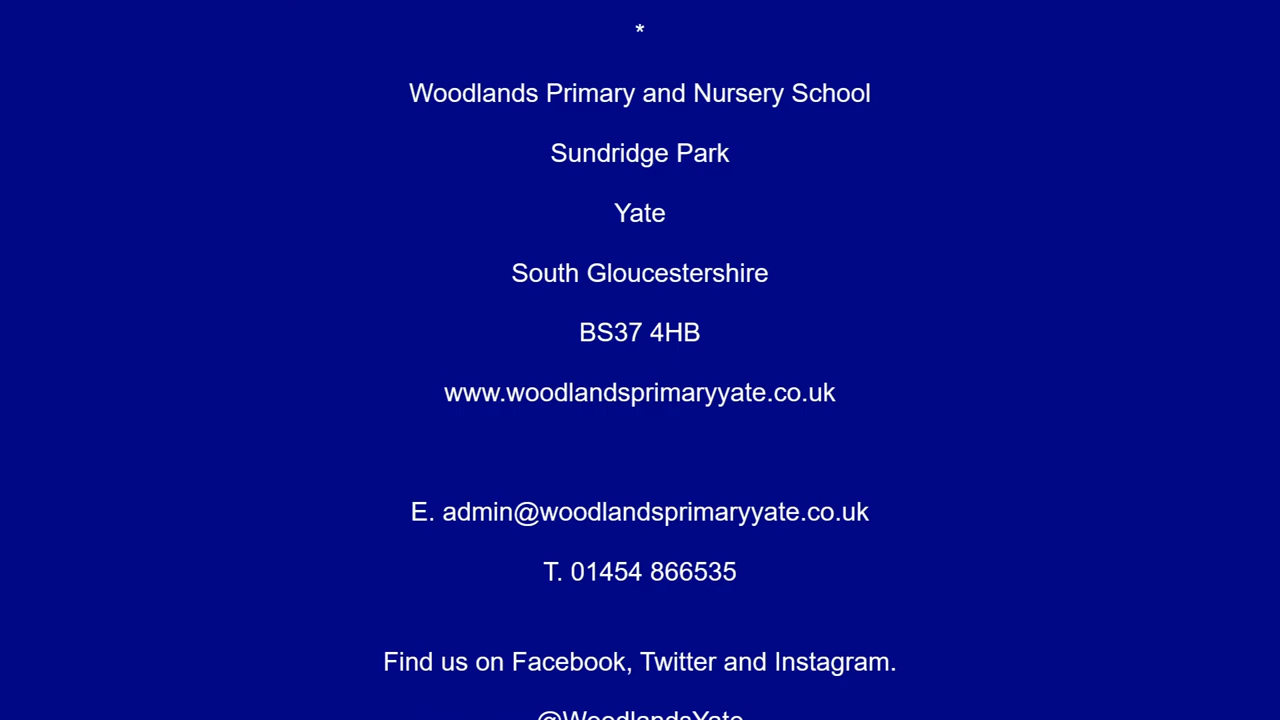 *
Woodlands Primary and Nursery School
Sundridge Park
Yate
South Gloucestershire
BS37 4HB
www.woodlandsprimaryyate.co.uk
E. admin@woodlandsprimaryyate.co.uk
T. 01454 866535
Find us on Facebook, Twitter and Instagram.
@WoodlandsYate